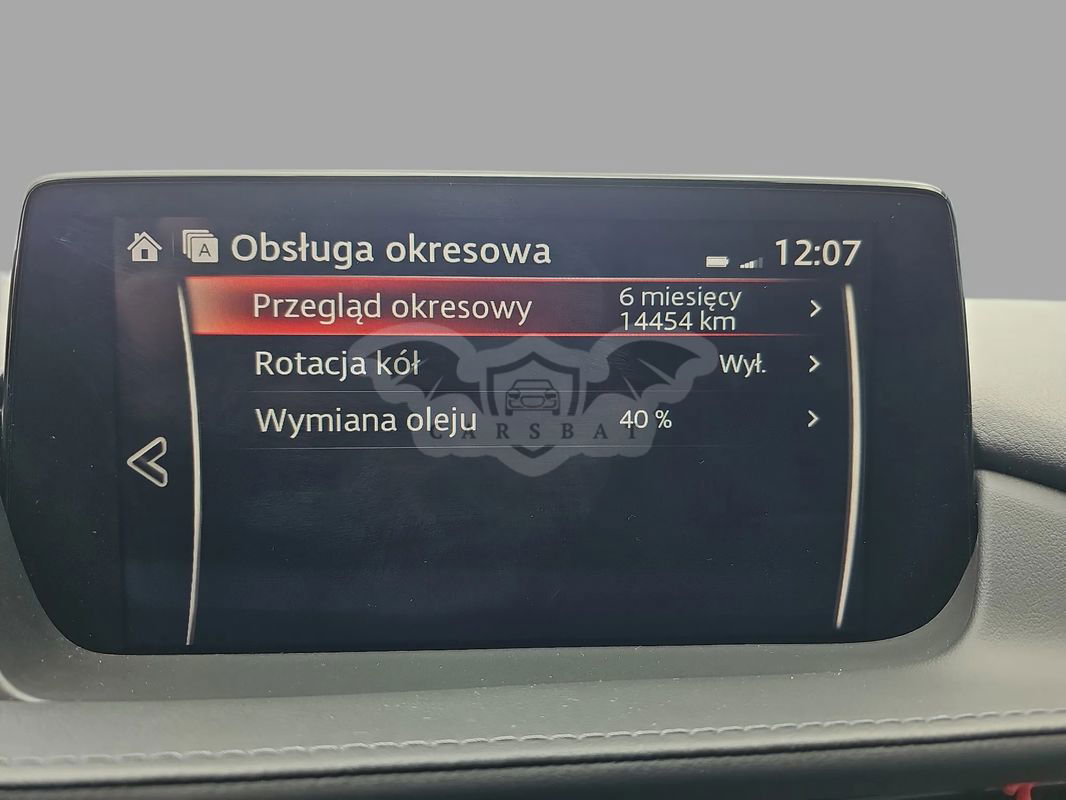 A Obsługa okresowa 12:07
Przegląd okresowy 6 miesięcy
14454 km
Rotacja kół Wył.
Wymiana oleju 40 %
CARSBAT